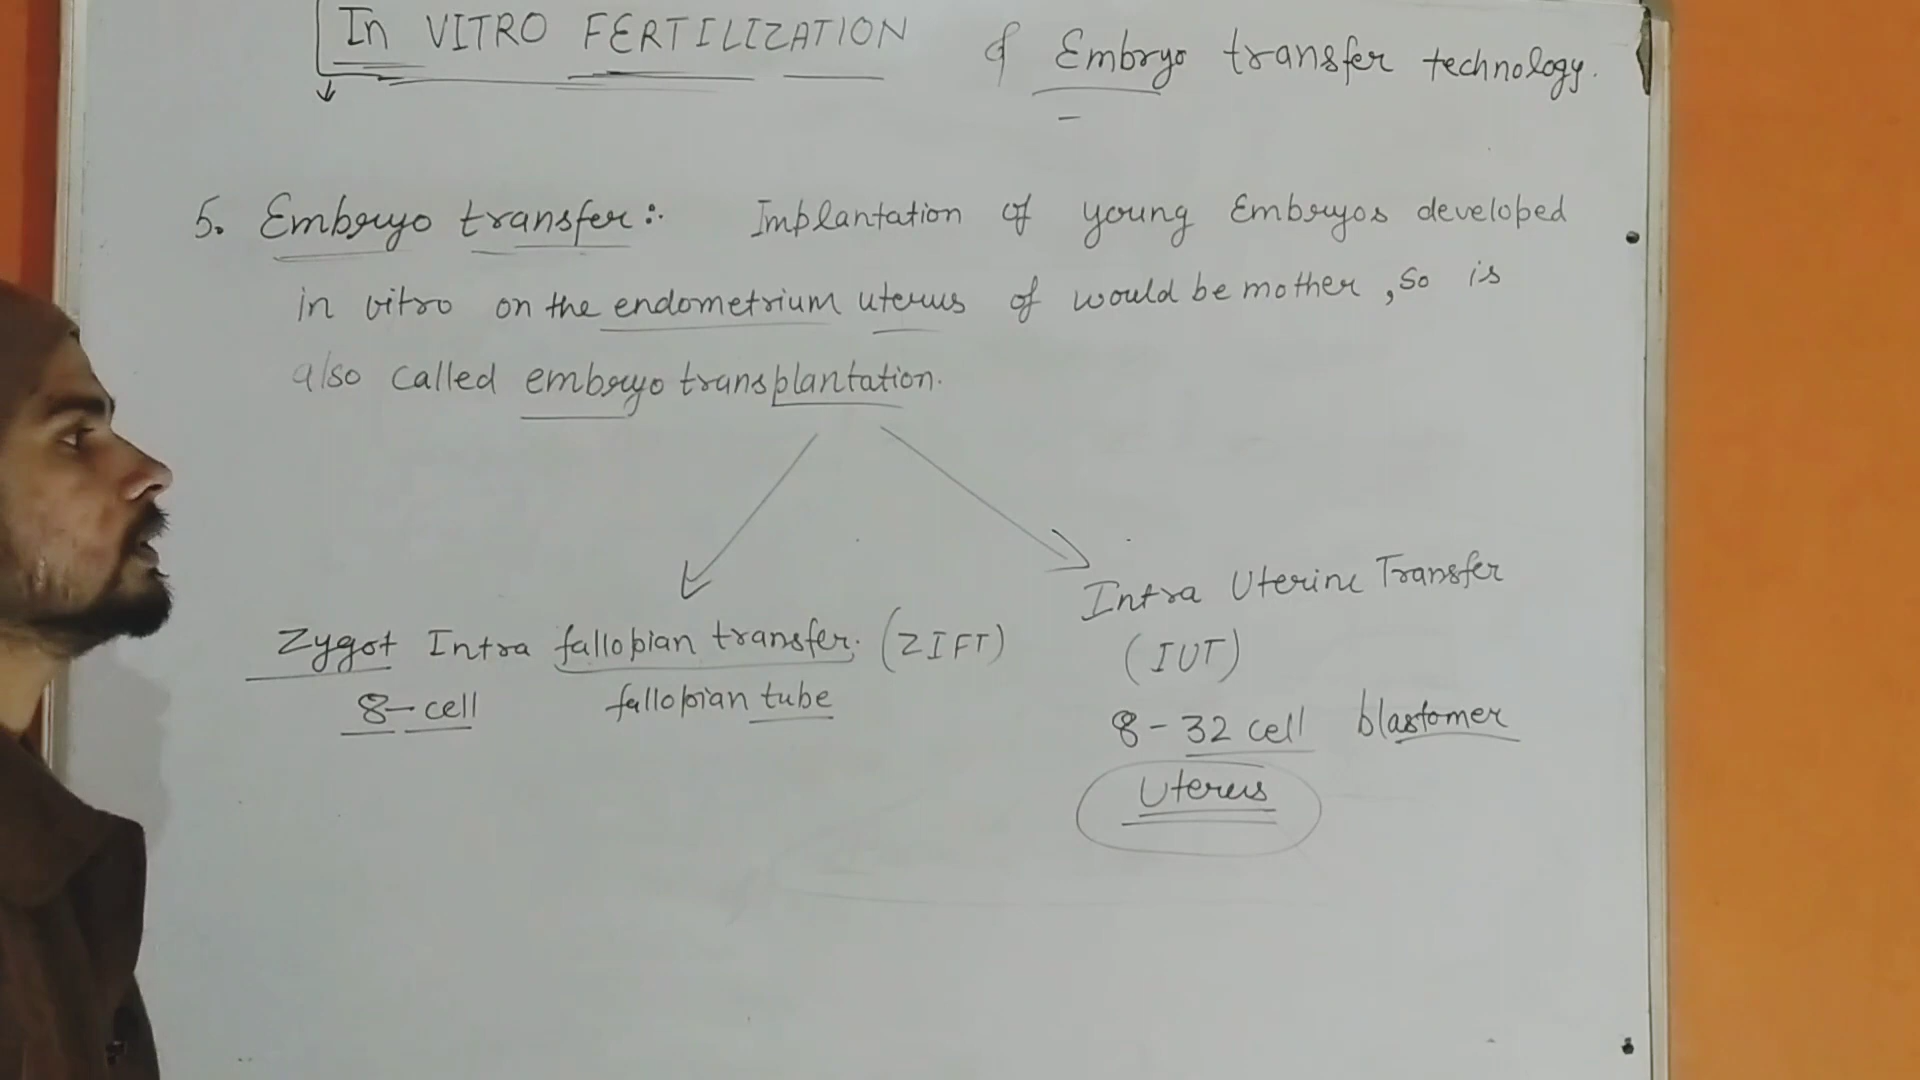 In VITRO FERTILIZATION & Embryo transfer technology.
5. Embryo transfer :- Implantation of young Embryos developed
in vitro on the endometrium uterus of would be mother, so is
also called embryo transplantation.
Zygot Intra fallopian transfer. (ZIFT)
8-cell fallopian tube
Intra Uterine Transfer
(IUT)
8-32 cell blastomer
Uterus